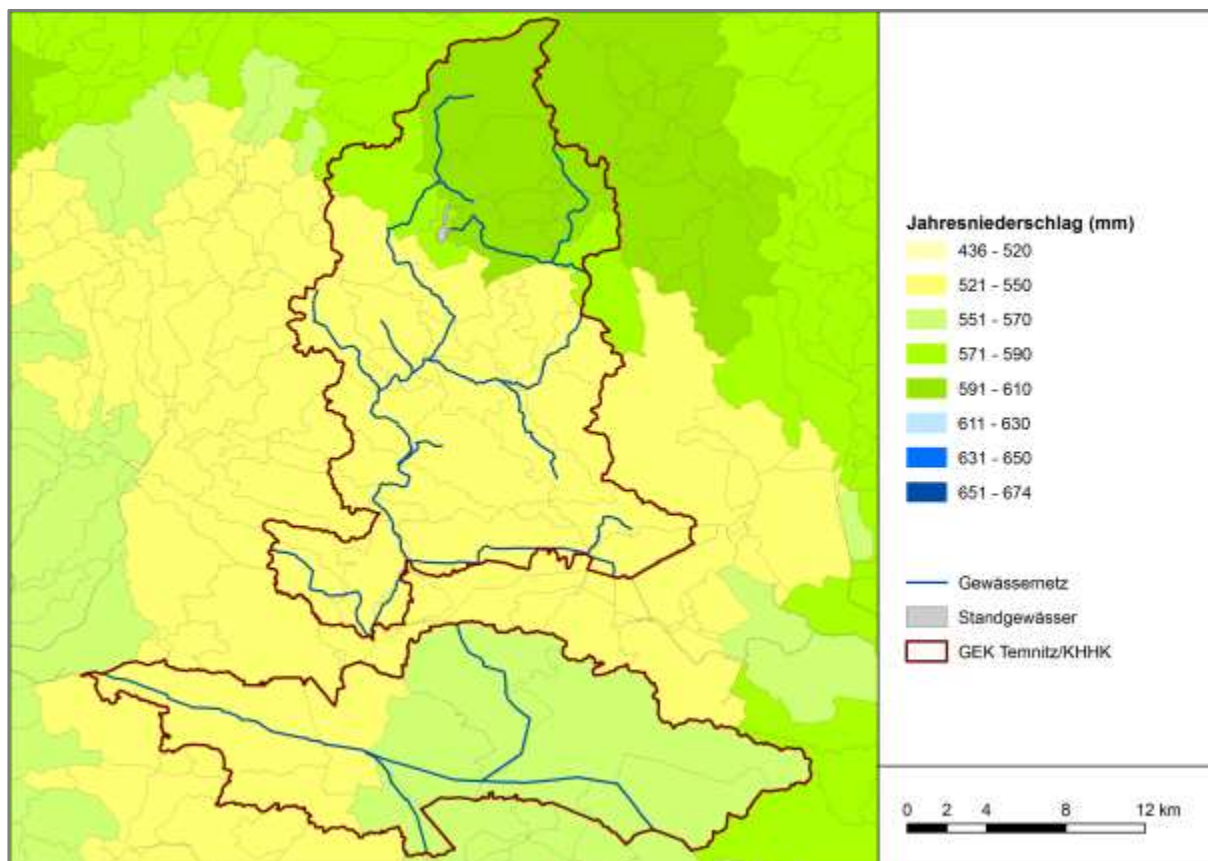 Jahresniederschlag (mm)
436 - 520
521 - 550
551 - 570
571 - 590
591 - 610
611 - 630
631 - 650
651 - 674
Gewässernetz
Standgewässer
GEK Temnitz/KHHK
0 2 4 8 12 km